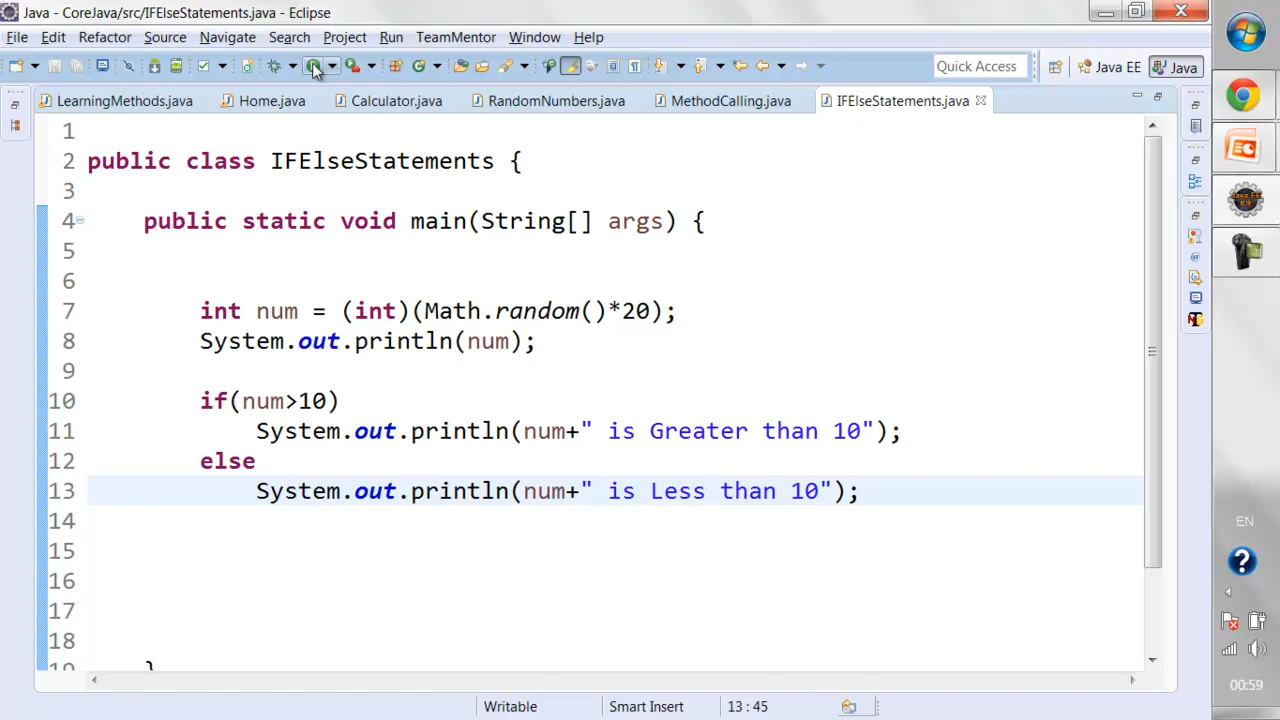 Java - CoreJava/src/IFElseStatements.java - Eclipse
File Edit Refactor Source Navigate Search Project Run TeamMentor Window Help
Quick Access Java EE Java
LearningMethods.java Home.java Calculator.java RandomNumbers.java MethodCalling.java IFElseStatements.java
1
2 public class IFElseStatements {
3
4 public static void main(String[] args) {
5
6
7 int num = (int)(Math.random()*20);
8 System.out.println(num);
9
10 if(num>10)
11 System.out.println(num+" is Greater than 10");
12 else
13 System.out.println(num+" is Less than 10");
14
15
16
17
18
19 }
Writable Smart Insert 13 : 45
EN
00:59